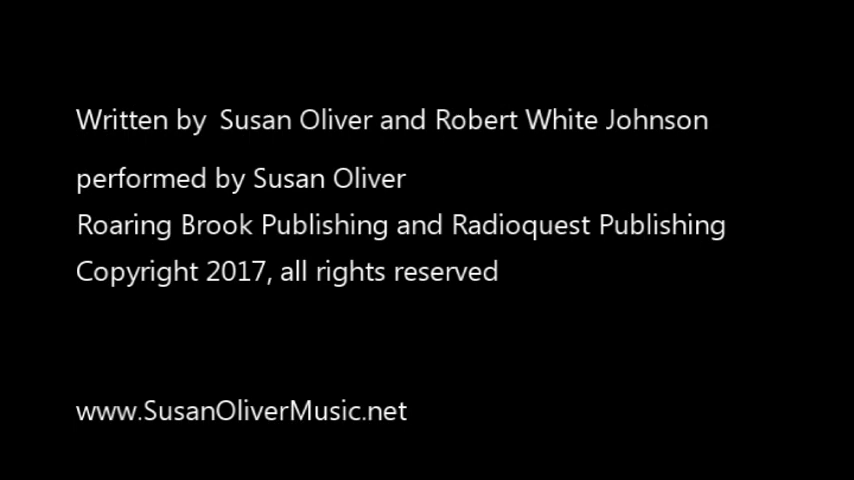 Written by Susan Oliver and Robert White Johnson
performed by Susan Oliver
Roaring Brook Publishing and Radioquest Publishing
Copyright 2017, all rights reserved
www.SusanOliverMusic.net